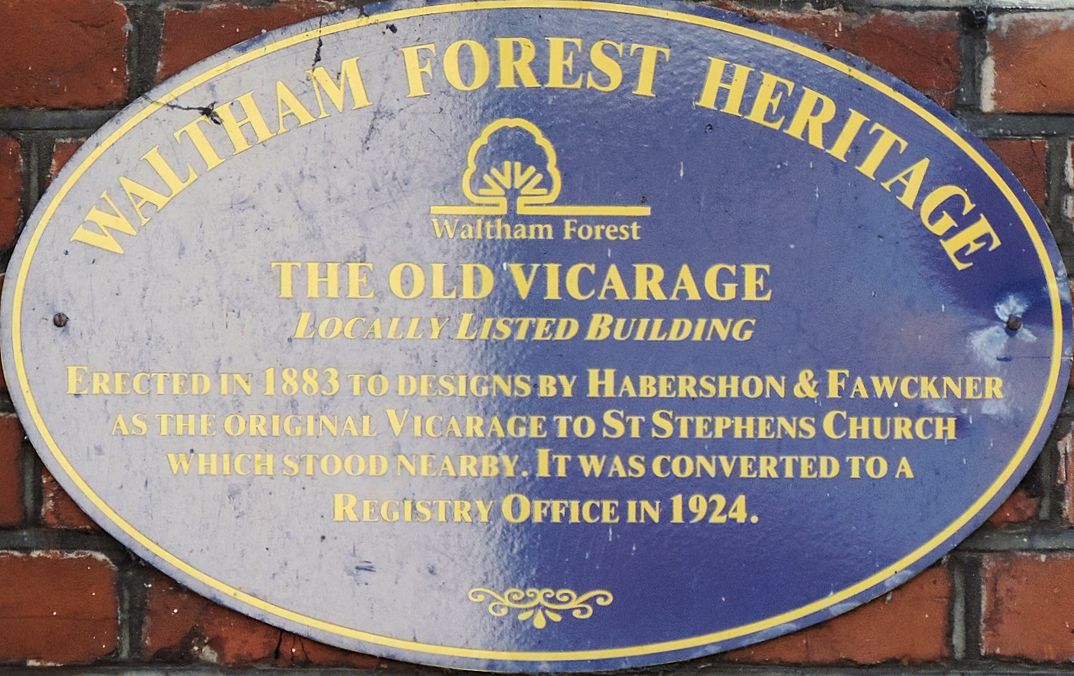 WALTHAM FOREST HERITAGE
Waltham Forest
THE OLD VICARAGE
LOCALLY LISTED BUILDING
ERECTED IN 1883 TO DESIGNS BY HABERSHON & FAWCKNER
AS THE ORIGINAL VICARAGE TO ST STEPHENS CHURCH
WHICH STOOD NEARBY. IT WAS CONVERTED TO A
REGISTRY OFFICE IN 1924.